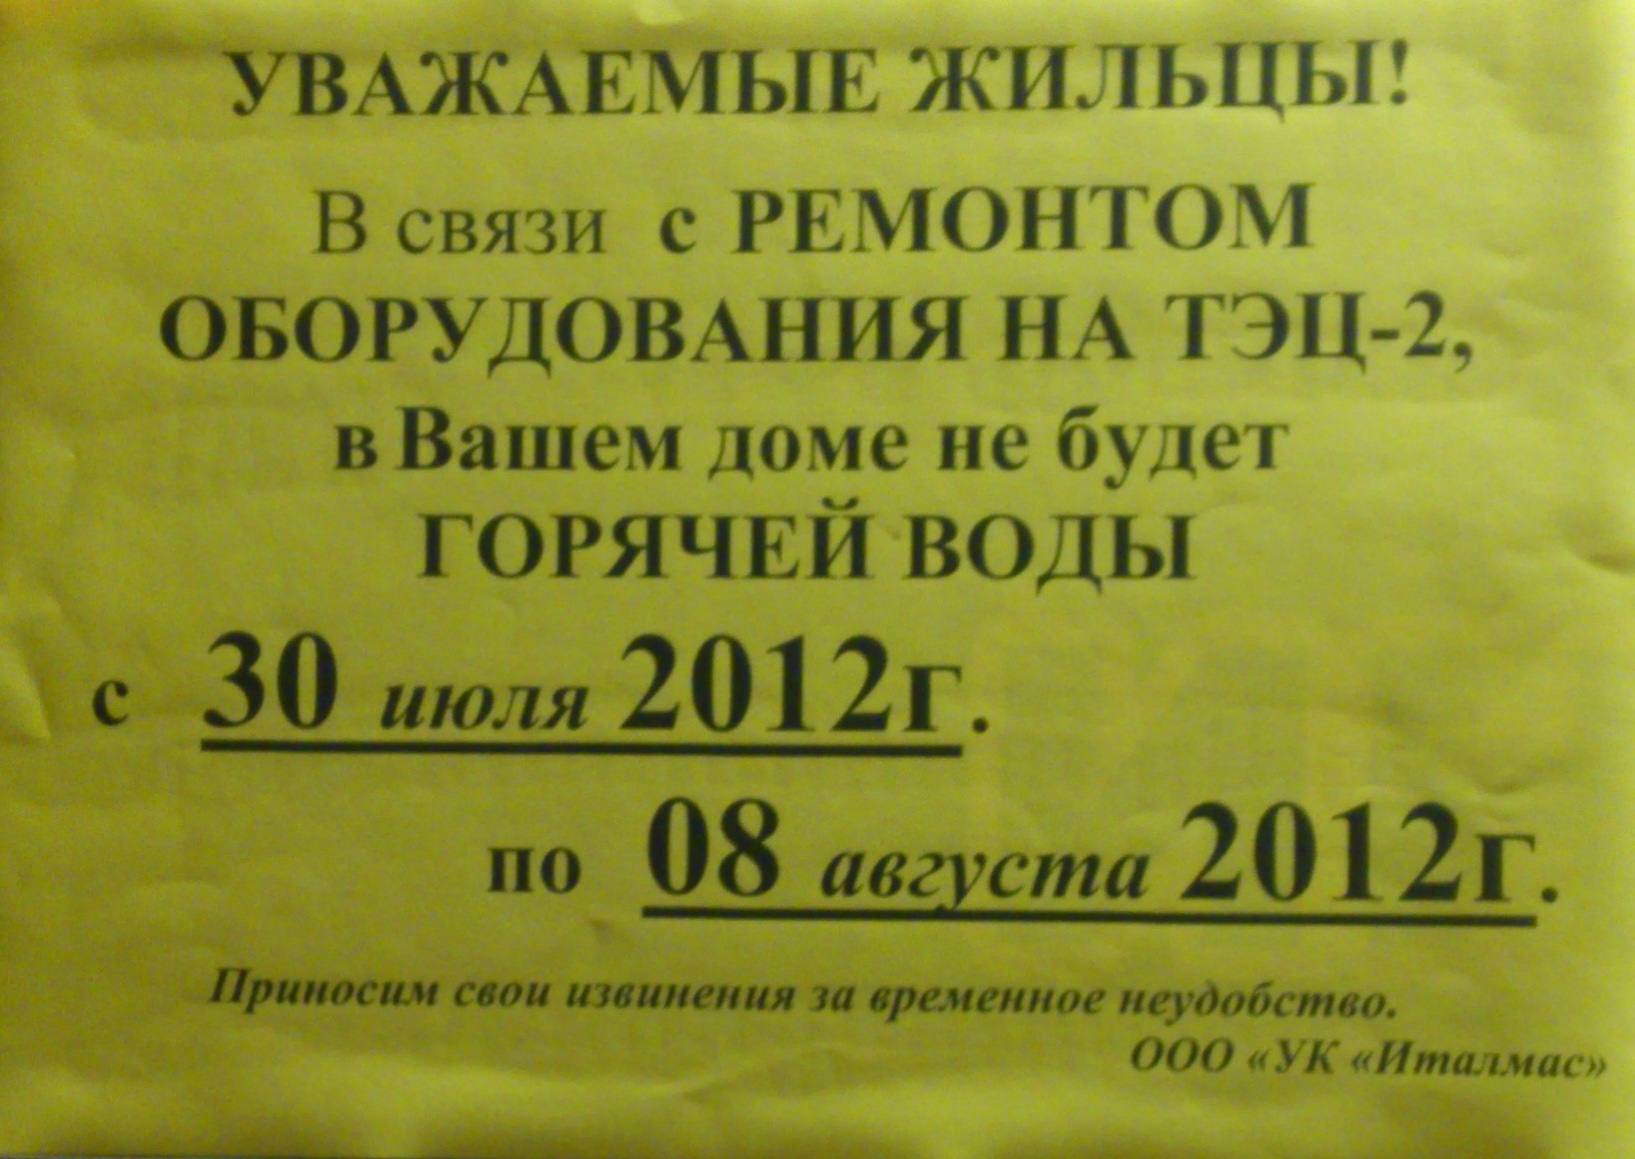 УВАЖАЕМЫЕ ЖИЛЬЦЫ!
В связи с РЕМОНТОМ
ОБОРУДОВАНИЯ НА ТЭЦ-2,
в Вашем доме не будет
ГОРЯЧЕЙ ВОДЫ
с 30 июля 2012г.
по 08 августа 2012г.
Приносим свои извинения за временное неудобство.
ООО «УК «Италмас»